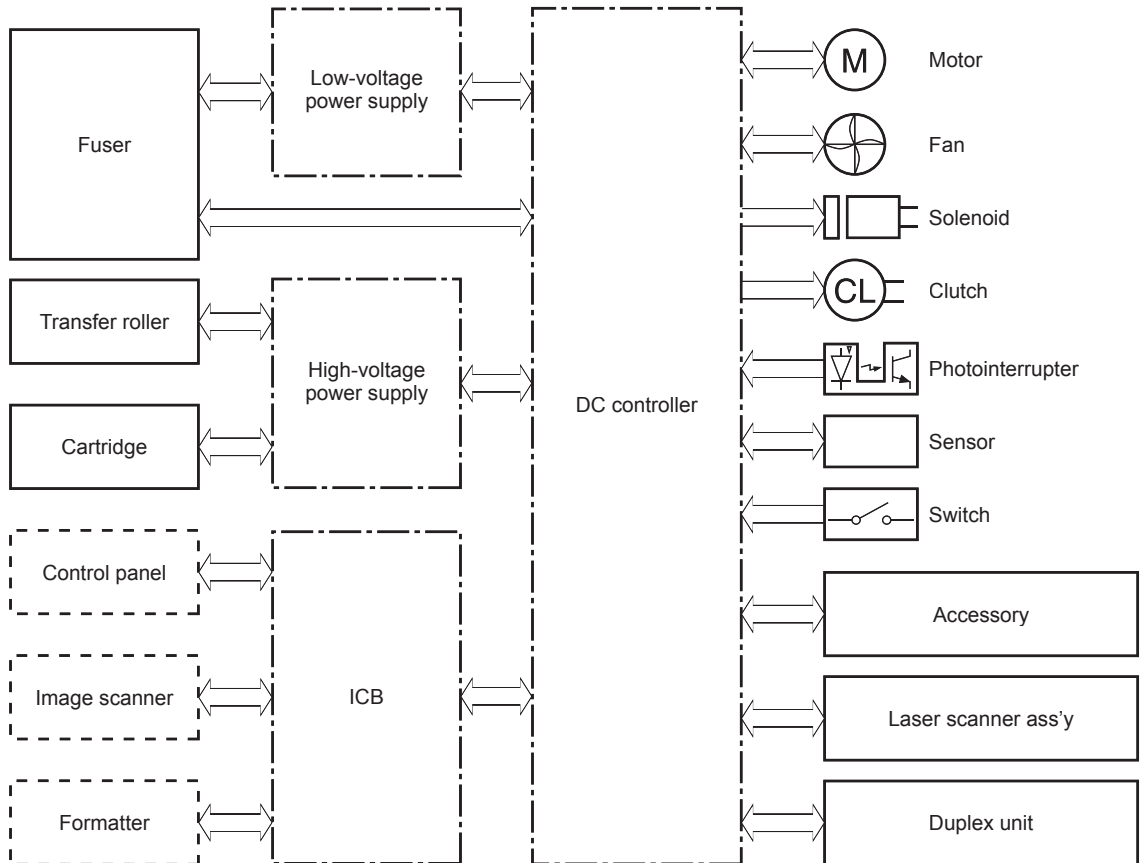 Fuser
Low-voltage
power supply
Transfer roller
Cartridge
High-voltage
power supply
Control panel
Image scanner
Formatter
ICB
DC controller
M
Motor
Fan
Solenoid
CL
Clutch
Photointerrupter
Sensor
Switch
Accessory
Laser scanner ass'y
Duplex unit